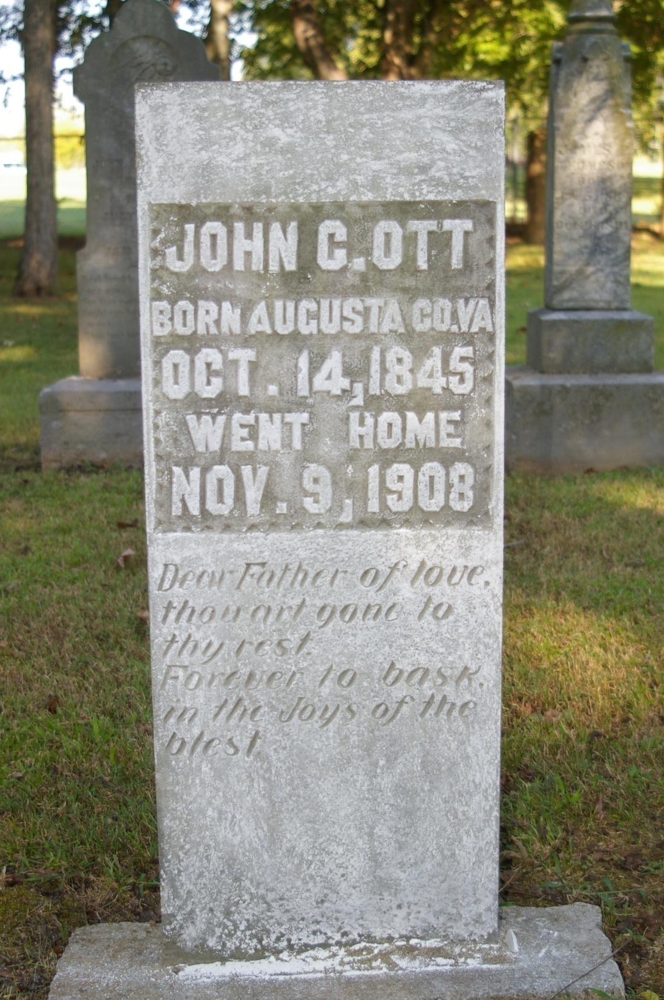 JOHN C. OTT
BORN AUGUSTA CO. VA
OCT. 14, 1845
WENT HOME
NOV. 9, 1908
Dear Father of love,
thou art gone to
thy rest.
Forever to bask,
in the Joys of the
blest